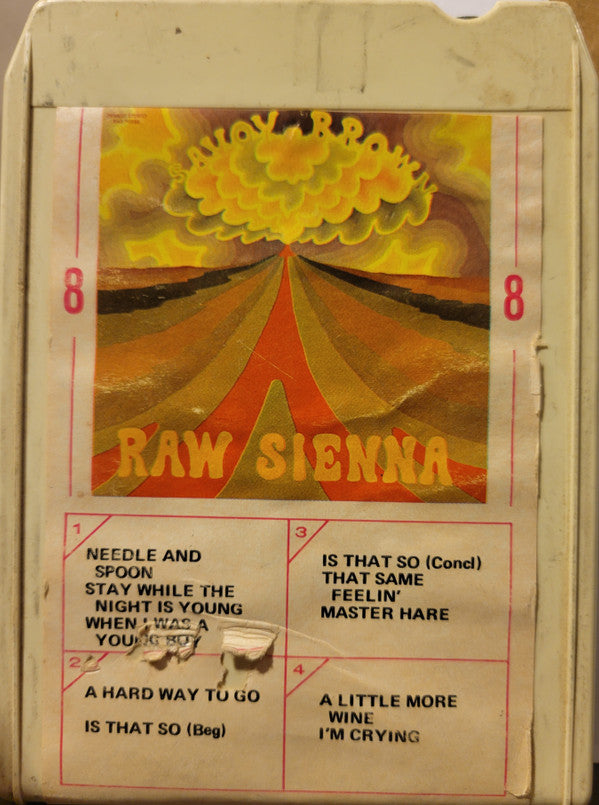 SAVOY BROWN
8
8
RAW SIENNA
1
NEEDLE AND
SPOON
STAY WHILE THE
NIGHT IS YOUNG
WHEN I WAS A
YOUNG BOY
2
A HARD WAY TO GO
IS THAT SO (Beg)
3
IS THAT SO (Concl)
THAT SAME
FEELIN'
MASTER HARE
4
A LITTLE MORE
WINE
I'M CRYING